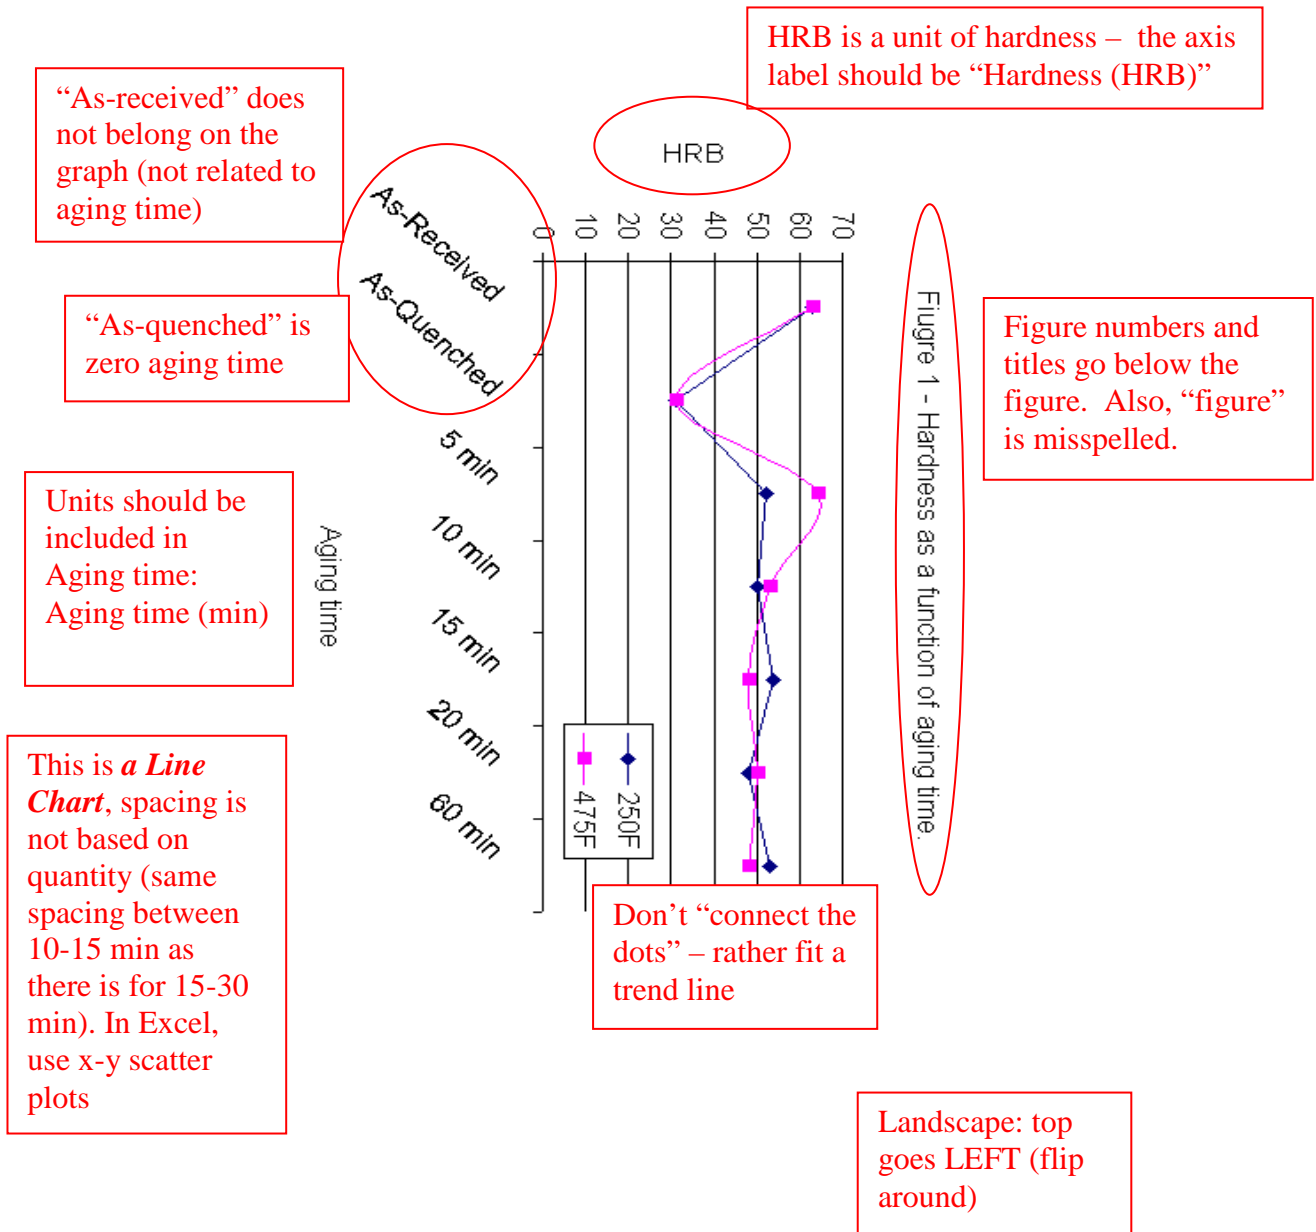 HRB is a unit of hardness – the axis
label should be “Hardness (HRB)”
“As-received” does
not belong on the
graph (not related to
aging time)
“As-quenched” is
zero aging time
Units should be
included in
Aging time:
Aging time (min)
This is a Line
Chart, spacing is
not based on
quantity (same
spacing between
10-15 min as
there is for 15-30
min). In Excel,
use x-y scatter
plots
HRB
0
10
20
30
40
50
60
70
As-Received
As-Quenched
5 min
10 min
15 min
20 min
60 min
Aging time
250F
475F
Fiugre 1 - Hardness as a function of aging time.
Figure numbers and
titles go below the
figure. Also, “figure”
is misspelled.
Don’t “connect the
dots” – rather fit a
trend line
Landscape: top
goes LEFT (flip
around)